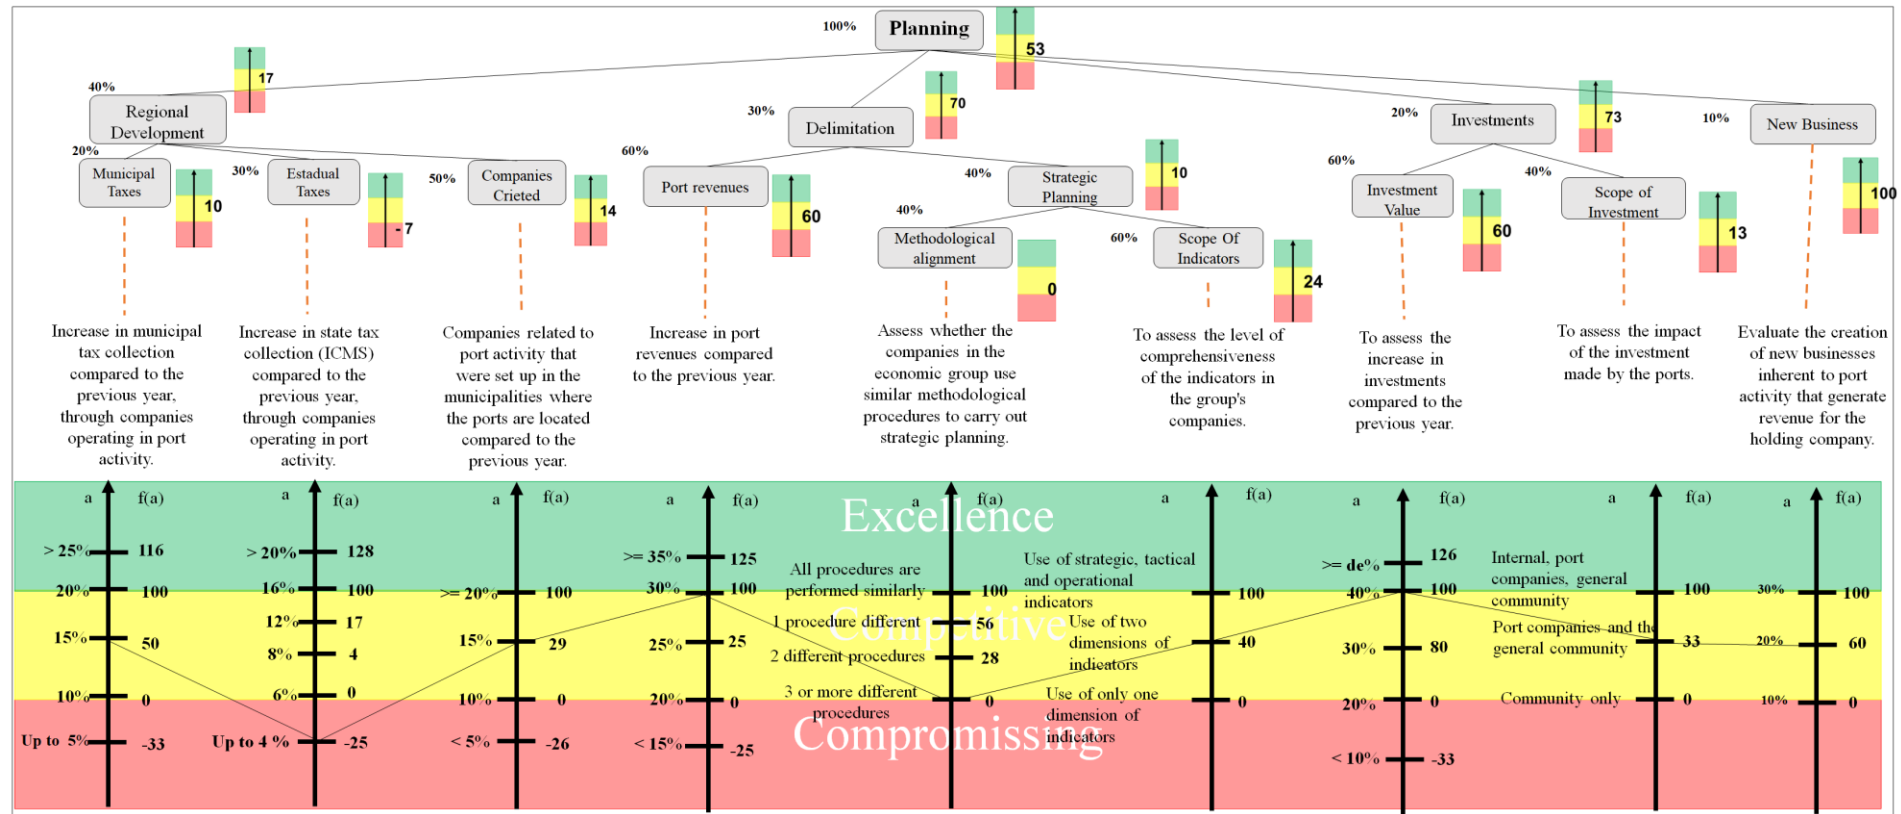 100%
Planning
53
17
40%
Regional
Development
70
30%
Delimitation
73
20%
Investments
10%
New Business
20%
Municipal
Taxes
10
30%
Estadual
Taxes
- 7
50%
Companies
Crieted
14
60%
Port revenues
60
40%
Strategic
Planning
10
60%
Investment
Value
60
40%
Scope of
Investment
13
100
40%
Methodological
alignment
0
60%
Scope Of
Indicators
24
Increase in municipal
tax collection
compared to the
previous year,
through companies
operating in port
activity.
Increase in state tax
collection (ICMS)
compared to the
previous year,
through companies
operating in port
activity.
Companies related to
port activity that
were set up in the
municipalities where
the ports are located
compared to the
previous year.
Increase in port
revenues compared
to the previous year.
Assess whether the
companies in the
economic group use
similar methodological
procedures to carry out
strategic planning.
To assess the level of
comprehensiveness
of the indicators in
the group's
companies.
To assess the
increase in
investments
compared to the
previous year.
To assess the impact
of the investment
made by the ports.
Evaluate the creation
of new businesses
inherent to port
activity that generate
revenue for the
holding company.
Excellence
Competitive
Compromissing
a f(a)
> 25% 116
20% 100
15% 50
10% 0
Up to 5% -33
a f(a)
> 20% 128
16% 100
12% 17
8% 4
6% 0
Up to 4 % -25
a f(a)
>= 20% 100
15% 29
10% 0
< 5% -26
a f(a)
>= 35% 125
30% 100
25% 25
20% 0
< 15% -25
a f(a)
All procedures are
performed similarly 100
1 procedure different 56
2 different procedures 28
3 or more different
procedures 0
a f(a)
Use of strategic, tactical
and operational
indicators 100
Use of two
dimensions of
indicators 40
Use of only one
dimension of
indicators 0
a f(a)
>= de% 126
40% 100
30% 80
20% 0
< 10% -33
a f(a)
Internal, port
companies, general
community 100
Port companies and the
general community 33
Community only 0
a f(a)
30% 100
20% 60
10% 0